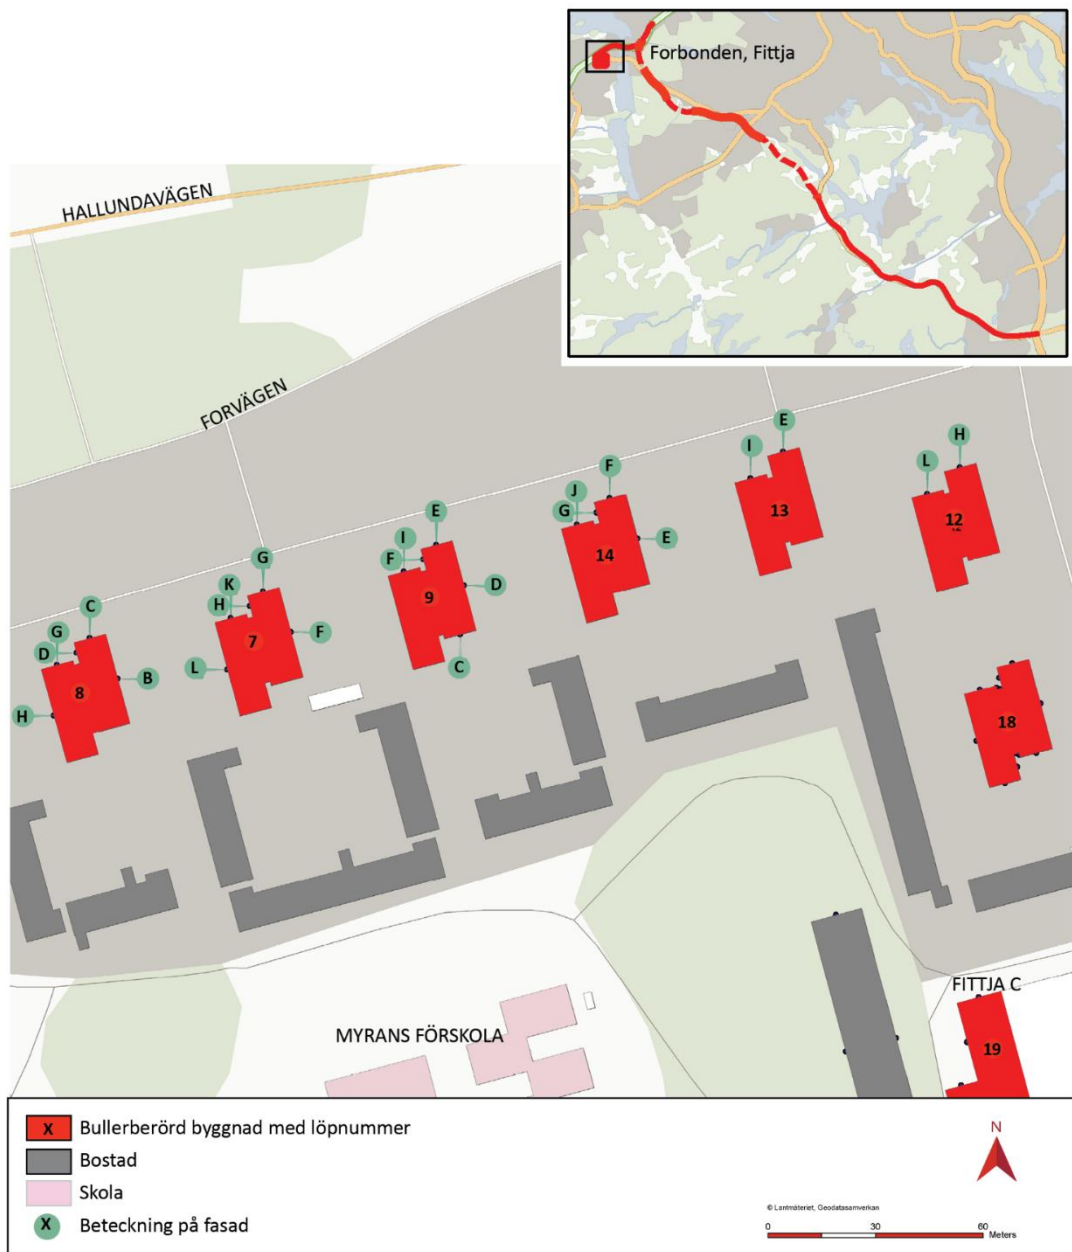 Forbonden, Fittja
HALLUNDAVÄGEN
FORVÄGEN
E
I
H
L
F
J
G
E
13
12
14
E
I
F
D
C
9
G
K
H
F
L
7
C
G
D
B
H
8
18
FITTJA C
19
MYRANS FÖRSKOLA
X Bullerberörd byggnad med löpnummer
Bostad
Skola
X Beteckning på fasad
N
© Lantmäteriet, Geodatasamverkan
0 30 60
Meters